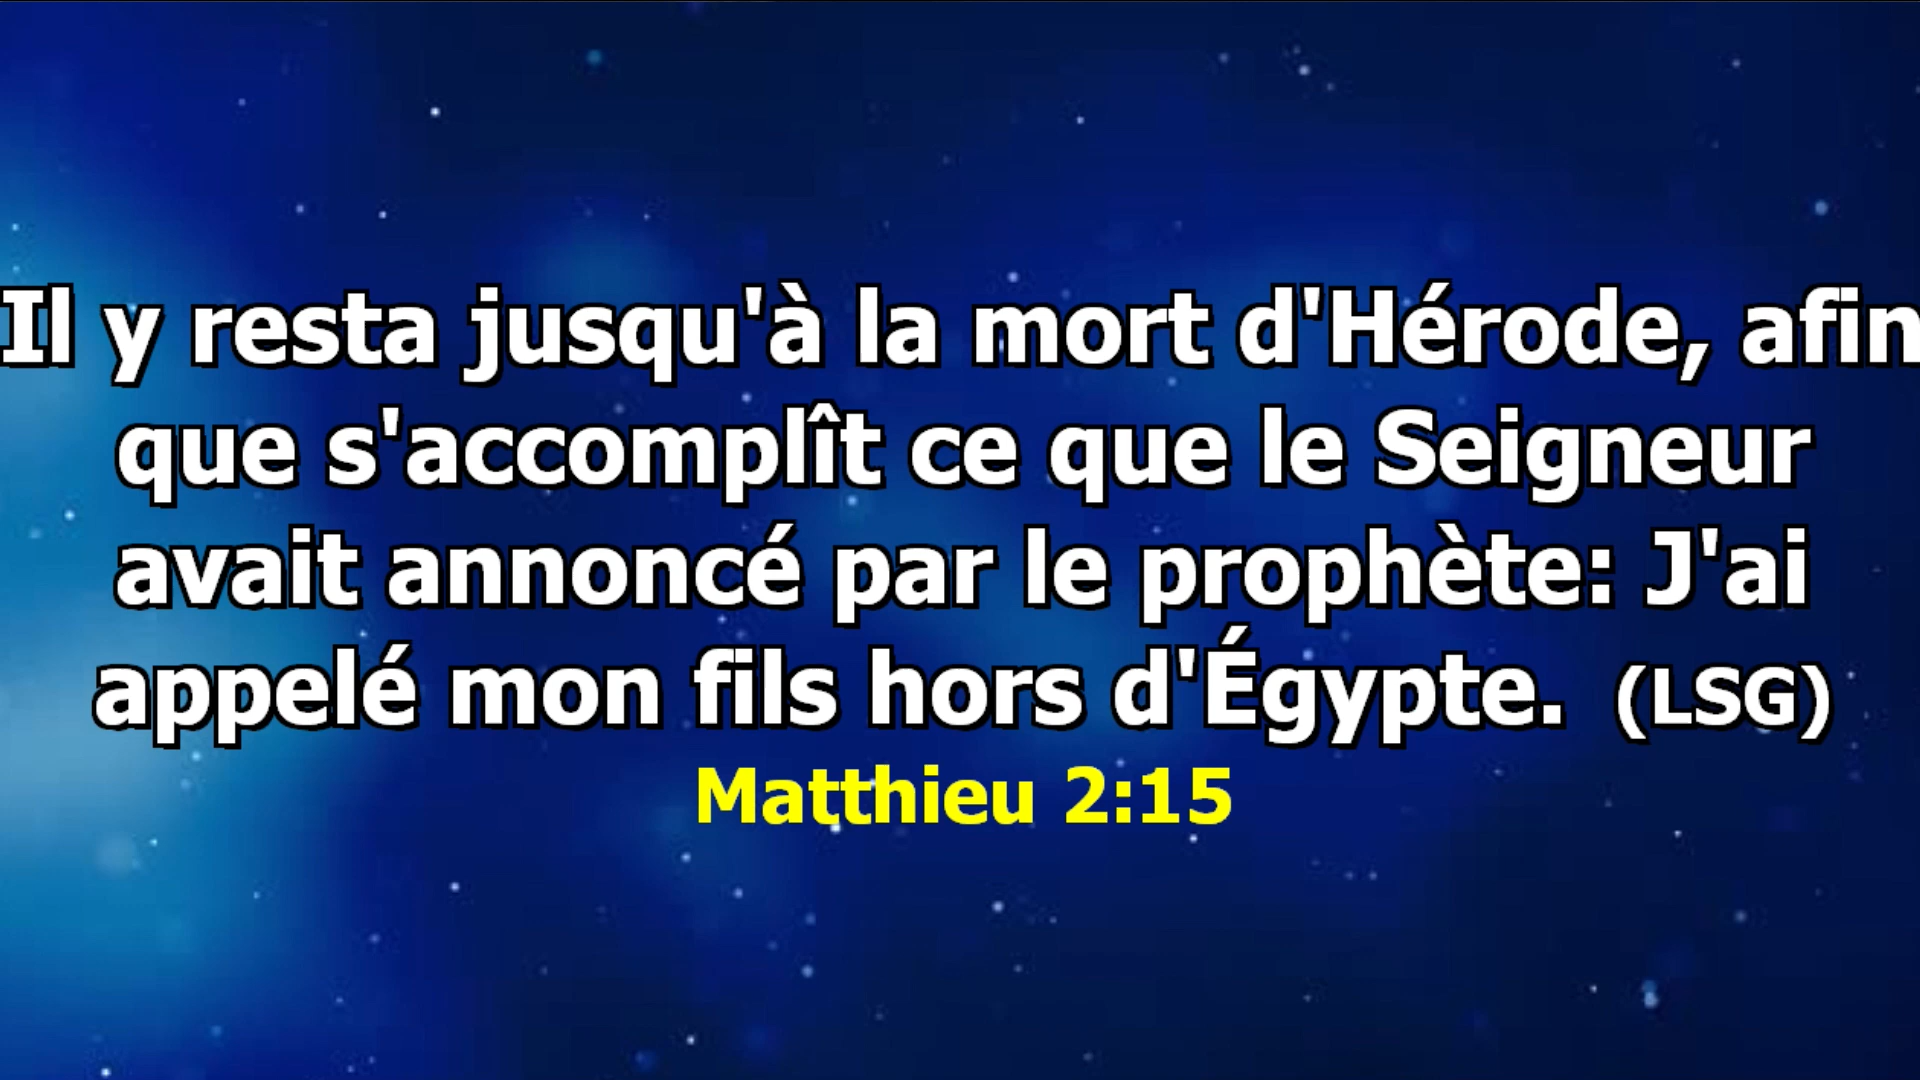 Il y resta jusqu'à la mort d'Hérode, afin
que s'accomplît ce que le Seigneur
avait annoncé par le prophète: J'ai
appelé mon fils hors d'Égypte. (LSG)
Matthieu 2:15